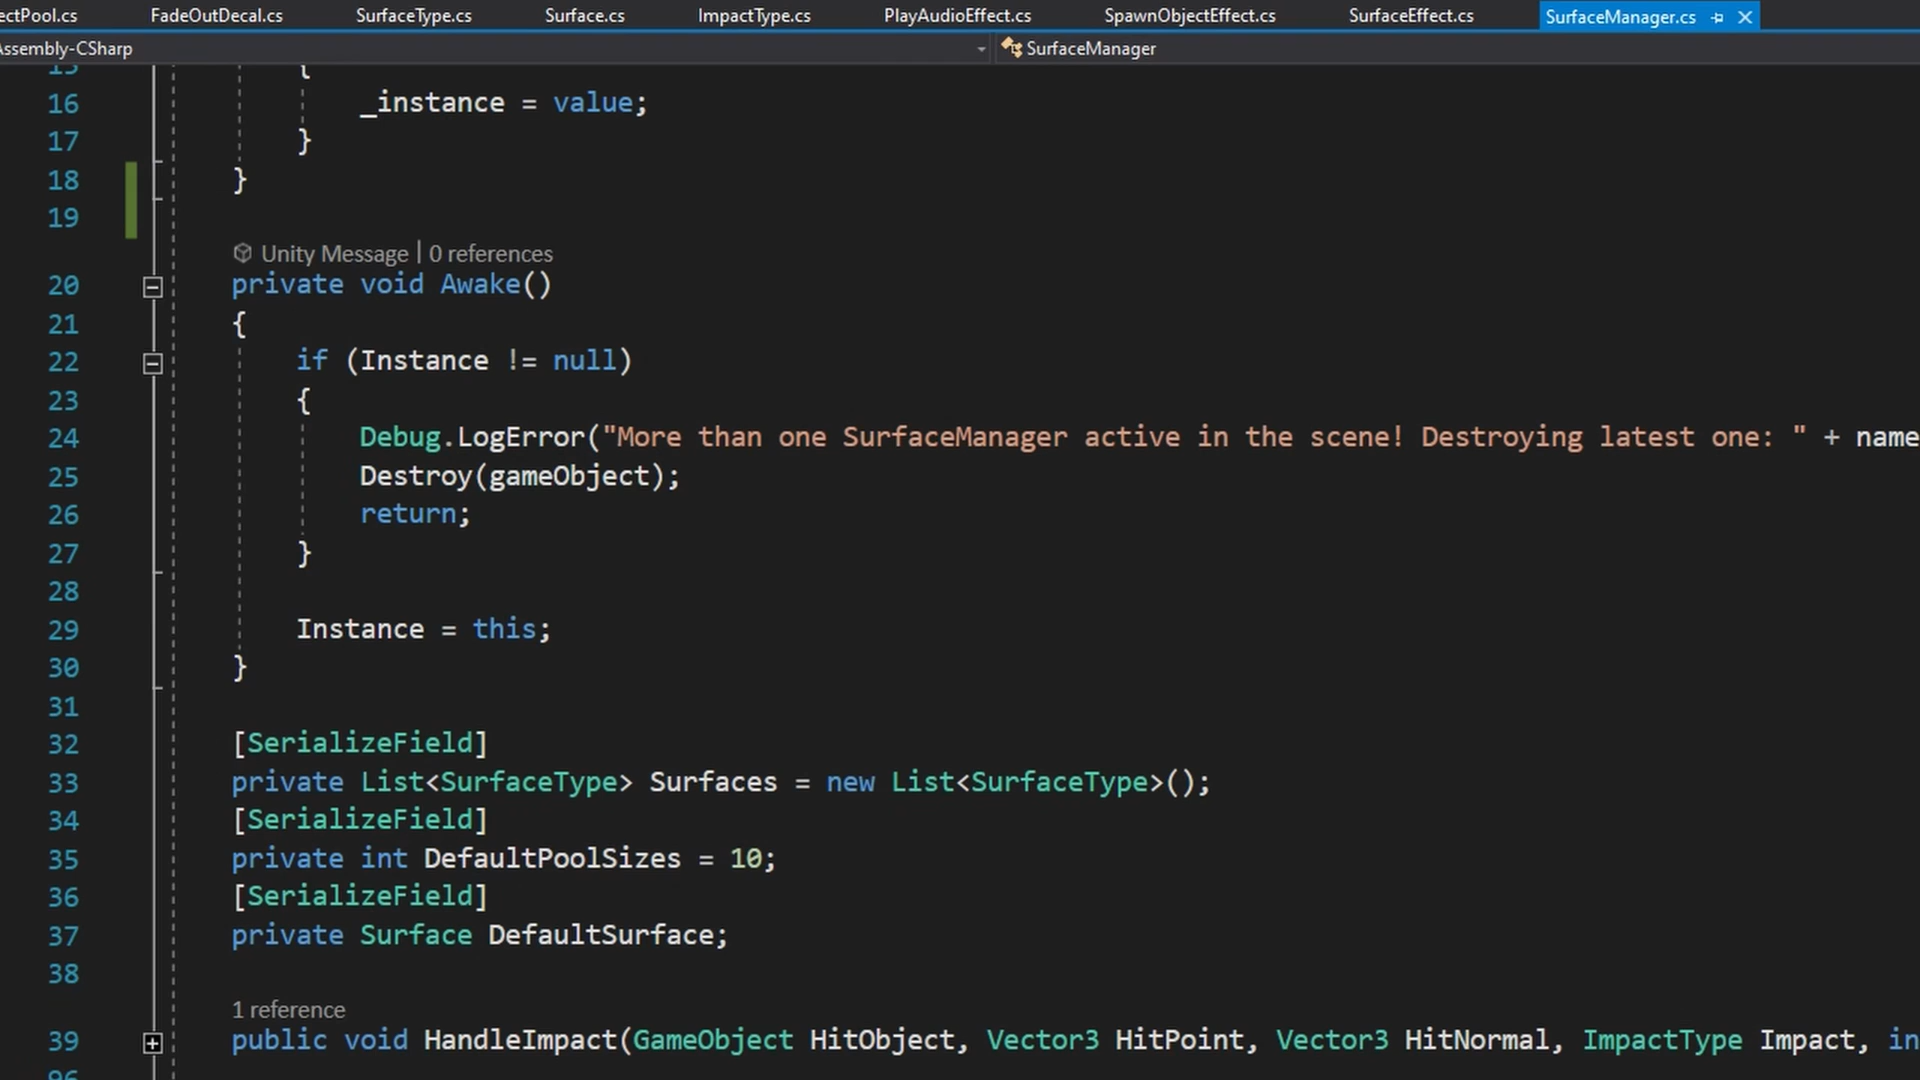 ectPool.cs FadeOutDecal.cs SurfaceType.cs Surface.cs ImpactType.cs PlayAudioEffect.cs SpawnObjectEffect.cs SurfaceEffect.cs SurfaceManager.cs
Assembly-CSharp SurfaceManager
15 {
16 _instance = value;
17 }
18 }
19
Unity Message | 0 references
20 private void Awake()
21 {
22 if (Instance != null)
23 {
24 Debug.LogError("More than one SurfaceManager active in the scene! Destroying latest one: " + name
25 Destroy(gameObject);
26 return;
27 }
28
29 Instance = this;
30 }
31
32 [SerializeField]
33 private List<SurfaceType> Surfaces = new List<SurfaceType>();
34 [SerializeField]
35 private int DefaultPoolSizes = 10;
36 [SerializeField]
37 private Surface DefaultSurface;
38
1 reference
39 public void HandleImpact(GameObject HitObject, Vector3 HitPoint, Vector3 HitNormal, ImpactType Impact, in
96